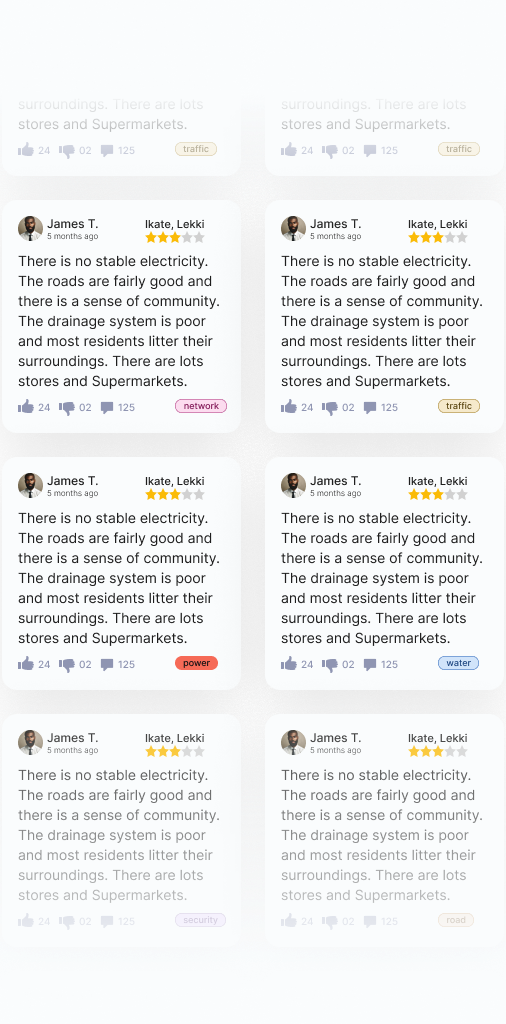 surroundings. There are lots
stores and Supermarkets.
24 02 125 traffic
surroundings. There are lots
stores and Supermarkets.
24 02 125 traffic
James T. Ikate, Lekki
5 months ago
There is no stable electricity.
The roads are fairly good and
there is a sense of community.
The drainage system is poor
and most residents litter their
surroundings. There are lots
stores and Supermarkets.
24 02 125 network
James T. Ikate, Lekki
5 months ago
There is no stable electricity.
The roads are fairly good and
there is a sense of community.
The drainage system is poor
and most residents litter their
surroundings. There are lots
stores and Supermarkets.
24 02 125 traffic
James T. Ikate, Lekki
5 months ago
There is no stable electricity.
The roads are fairly good and
there is a sense of community.
The drainage system is poor
and most residents litter their
surroundings. There are lots
stores and Supermarkets.
24 02 125 power
James T. Ikate, Lekki
5 months ago
There is no stable electricity.
The roads are fairly good and
there is a sense of community.
The drainage system is poor
and most residents litter their
surroundings. There are lots
stores and Supermarkets.
24 02 125 water
James T. Ikate, Lekki
5 months ago
There is no stable electricity.
The roads are fairly good and
there is a sense of community.
The drainage system is poor
and most residents litter their
surroundings. There are lots
stores and Supermarkets.
24 02 125 security
James T. Ikate, Lekki
5 months ago
There is no stable electricity.
The roads are fairly good and
there is a sense of community.
The drainage system is poor
and most residents litter their
surroundings. There are lots
stores and Supermarkets.
24 02 125 road